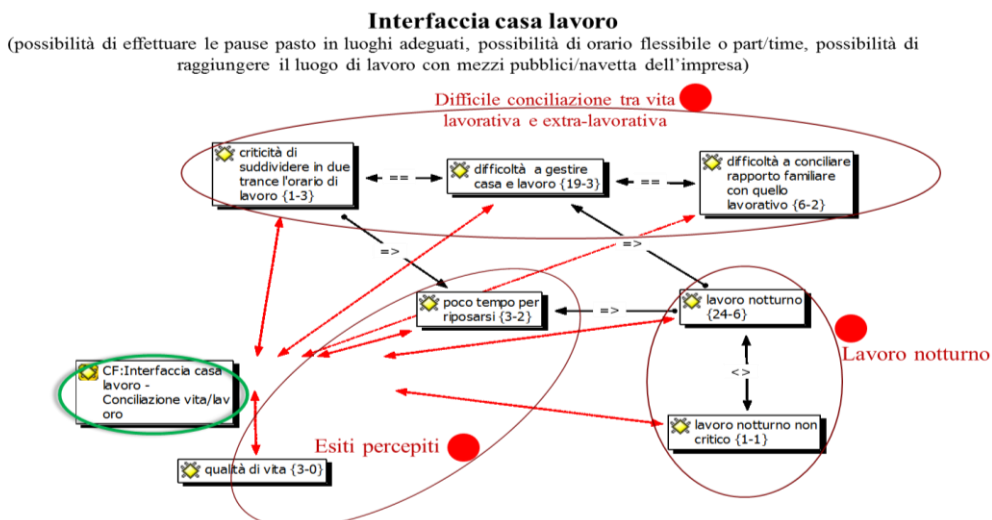 Interfaccia casa lavoro
(possibilità di effettuare le pause pasto in luoghi adeguati, possibilità di orario flessibile o part/time, possibilità di
raggiungere il luogo di lavoro con mezzi pubblici/navetta dell'impresa)
Difficile conciliazione tra vita
lavorativa e extra-lavorativa
criticità di
suddividere in due
trance l'orario di
lavoro {1-3}
==
difficoltà a gestire
casa e lavoro {19-3}
==
difficoltà a conciliare
rapporto familiare
con quello
lavorativo {6-2}
=>
=>
poco tempo per
riposarsi {3-2}
=>
lavoro notturno
{24-6}
Lavoro notturno
<>
CF:Interfaccia casa
lavoro -
Conciliazione vita/lav
oro
lavoro notturno non
critico {1-1}
Esiti percepiti
qualità di vita {3-0}